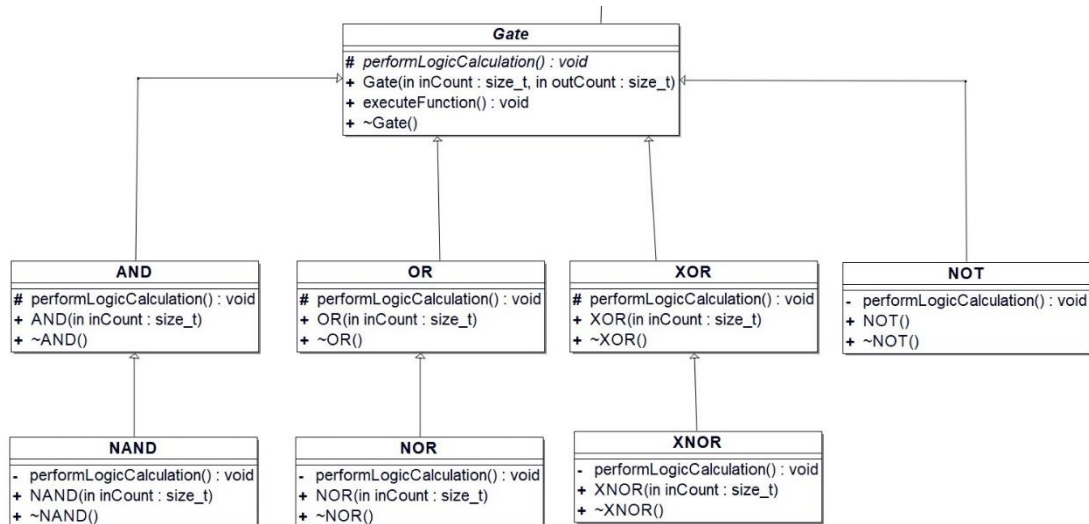 Gate
# performLogicCalculation() : void
+ Gate(in inCount : size_t, in outCount : size_t)
+ executeFunction() : void
+ ~Gate()
AND
# performLogicCalculation() : void
+ AND(in inCount : size_t)
+ ~AND()
OR
# performLogicCalculation() : void
+ OR(in inCount : size_t)
+ ~OR()
XOR
# performLogicCalculation() : void
+ XOR(in inCount : size_t)
+ ~XOR()
NOT
- performLogicCalculation() : void
+ NOT()
+ ~NOT()
NAND
- performLogicCalculation() : void
+ NAND(in inCount : size_t)
+ ~NAND()
NOR
- performLogicCalculation() : void
+ NOR(in inCount : size_t)
+ ~NOR()
XNOR
- performLogicCalculation() : void
+ XNOR(in inCount : size_t)
+ ~XNOR()